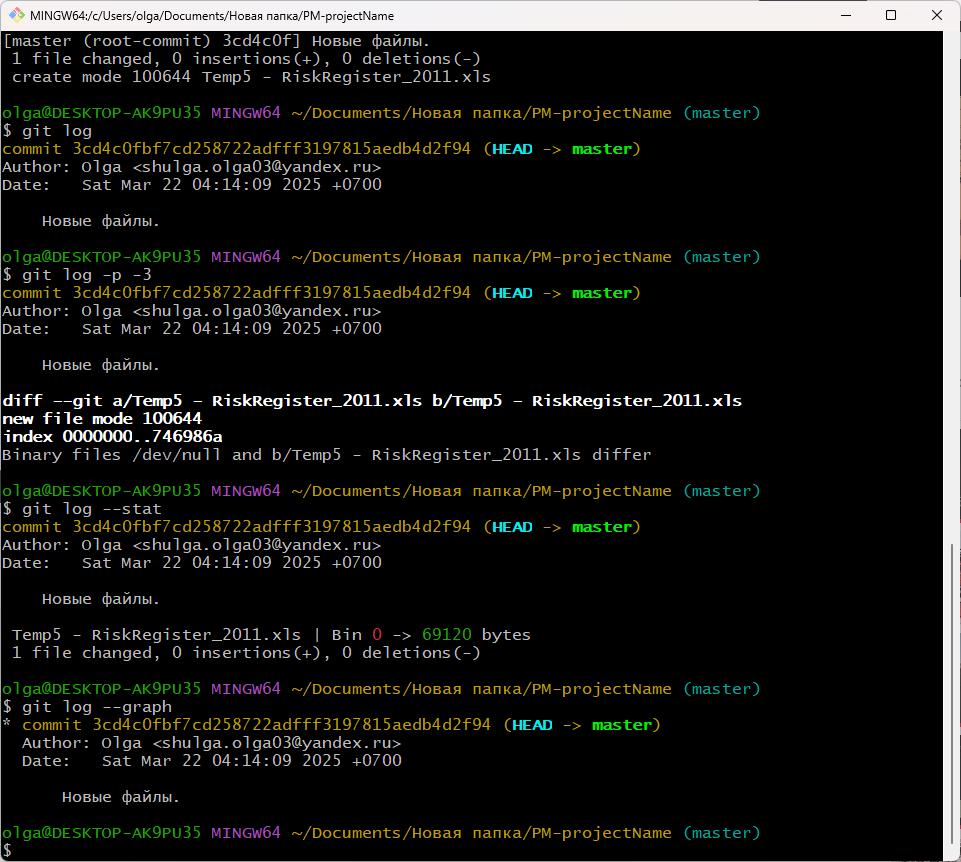 MINGW64:/c/Users/olga/Documents/Новая папка/PM-projectName
[master (root-commit) 3cd4c0f] Новые файлы.
 1 file changed, 0 insertions(+), 0 deletions(-)
 create mode 100644 Temp5 - RiskRegister_2011.xls
olga@DESKTOP-AK9PU35 MINGW64 ~/Documents/Новая папка/PM-projectName (master)
$ git log
commit 3cd4c0fbf7cd258722adfff3197815aedb4d2f94 (HEAD -> master)
Author: Olga <shulga.olga03@yandex.ru>
Date:   Sat Mar 22 04:14:09 2025 +0700
    Новые файлы.
olga@DESKTOP-AK9PU35 MINGW64 ~/Documents/Новая папка/PM-projectName (master)
$ git log -p -3
commit 3cd4c0fbf7cd258722adfff3197815aedb4d2f94 (HEAD -> master)
Author: Olga <shulga.olga03@yandex.ru>
Date:   Sat Mar 22 04:14:09 2025 +0700
    Новые файлы.
diff --git a/Temp5 - RiskRegister_2011.xls b/Temp5 - RiskRegister_2011.xls
new file mode 100644
index 0000000..746986a
Binary files /dev/null and b/Temp5 - RiskRegister_2011.xls differ
olga@DESKTOP-AK9PU35 MINGW64 ~/Documents/Новая папка/PM-projectName (master)
$ git log --stat
commit 3cd4c0fbf7cd258722adfff3197815aedb4d2f94 (HEAD -> master)
Author: Olga <shulga.olga03@yandex.ru>
Date:   Sat Mar 22 04:14:09 2025 +0700
    Новые файлы.
 Temp5 - RiskRegister_2011.xls | Bin 0 -> 69120 bytes
 1 file changed, 0 insertions(+), 0 deletions(-)
olga@DESKTOP-AK9PU35 MINGW64 ~/Documents/Новая папка/PM-projectName (master)
$ git log --graph
* commit 3cd4c0fbf7cd258722adfff3197815aedb4d2f94 (HEAD -> master)
  Author: Olga <shulga.olga03@yandex.ru>
  Date:   Sat Mar 22 04:14:09 2025 +0700
      Новые файлы.
olga@DESKTOP-AK9PU35 MINGW64 ~/Documents/Новая папка/PM-projectName (master)
$